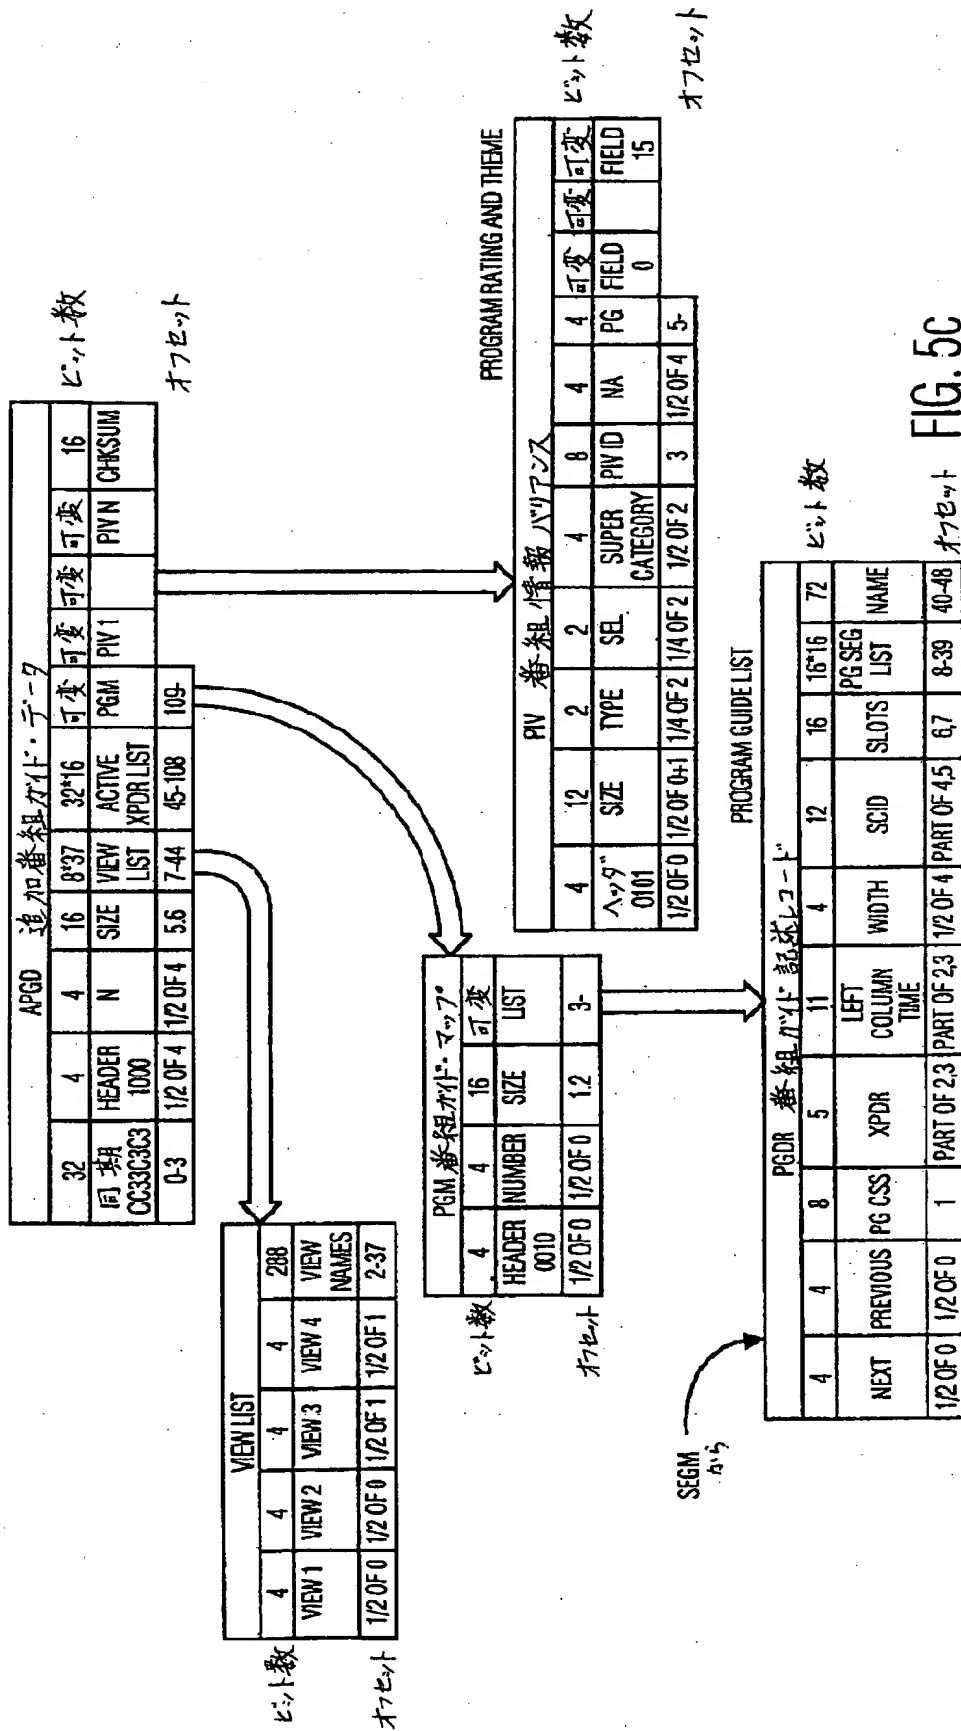 APGD 追加番組ガイド・データ
32 4 4 16 8*37 32*16 可変 可変 可変 可変 16 ビット数
同期 CC33C3C3 HEADER 1000 N SIZE VIEW LIST ACTIVE XPDR LIST PGM PIV 1 PIV N CHKSUM
0-3 1/2 OF 4 1/2 OF 4 5.6 7-44 45-108 109- オフセット
VIEW LIST
ビット数 4 4 4 4 288
VIEW 1 VIEW 2 VIEW 3 VIEW 4 VIEW NAMES
オフセット 1/2 OF 0 1/2 OF 0 1/2 OF 1 1/2 OF 1 2-37
PGM 番組ガイド・マップ
ビット数 4 4 16 可変
HEADER 0010 NUMBER SIZE LIST
オフセット 1/2 OF 0 1/2 OF 0 1.2 3-
PROGRAM RATING AND THEME
PIV 番組情報バリアンス
4 12 2 2 4 8 4 4 可変 可変 可変 ビット数
ヘッダ 0101 SIZE TYPE SEL SUPER CATEGORY PIV ID NA PG FIELD 0 FIELD 15
1/2 OF 0 1/2 OF 0+1 1/4 OF 2 1/4 OF 2 1/2 OF 2 3 1/2 OF 4 5- オフセット
SEGM から
PROGRAM GUIDE LIST
PGDR 番組ガイド記述レコード
4 4 8 5 11 4 12 16 16*16 72 ビット数
NEXT PREVIOUS PG CSS XPDR LEFT COLUMN TIME WIDTH SCID SLOTS PG SEG LIST NAME
1/2 OF 0 1/2 OF 0 1 PART OF 2,3 PART OF 2,3 1/2 OF 4 PART OF 4,5 6,7 8-39 40-48 オフセット
FIG. 5C